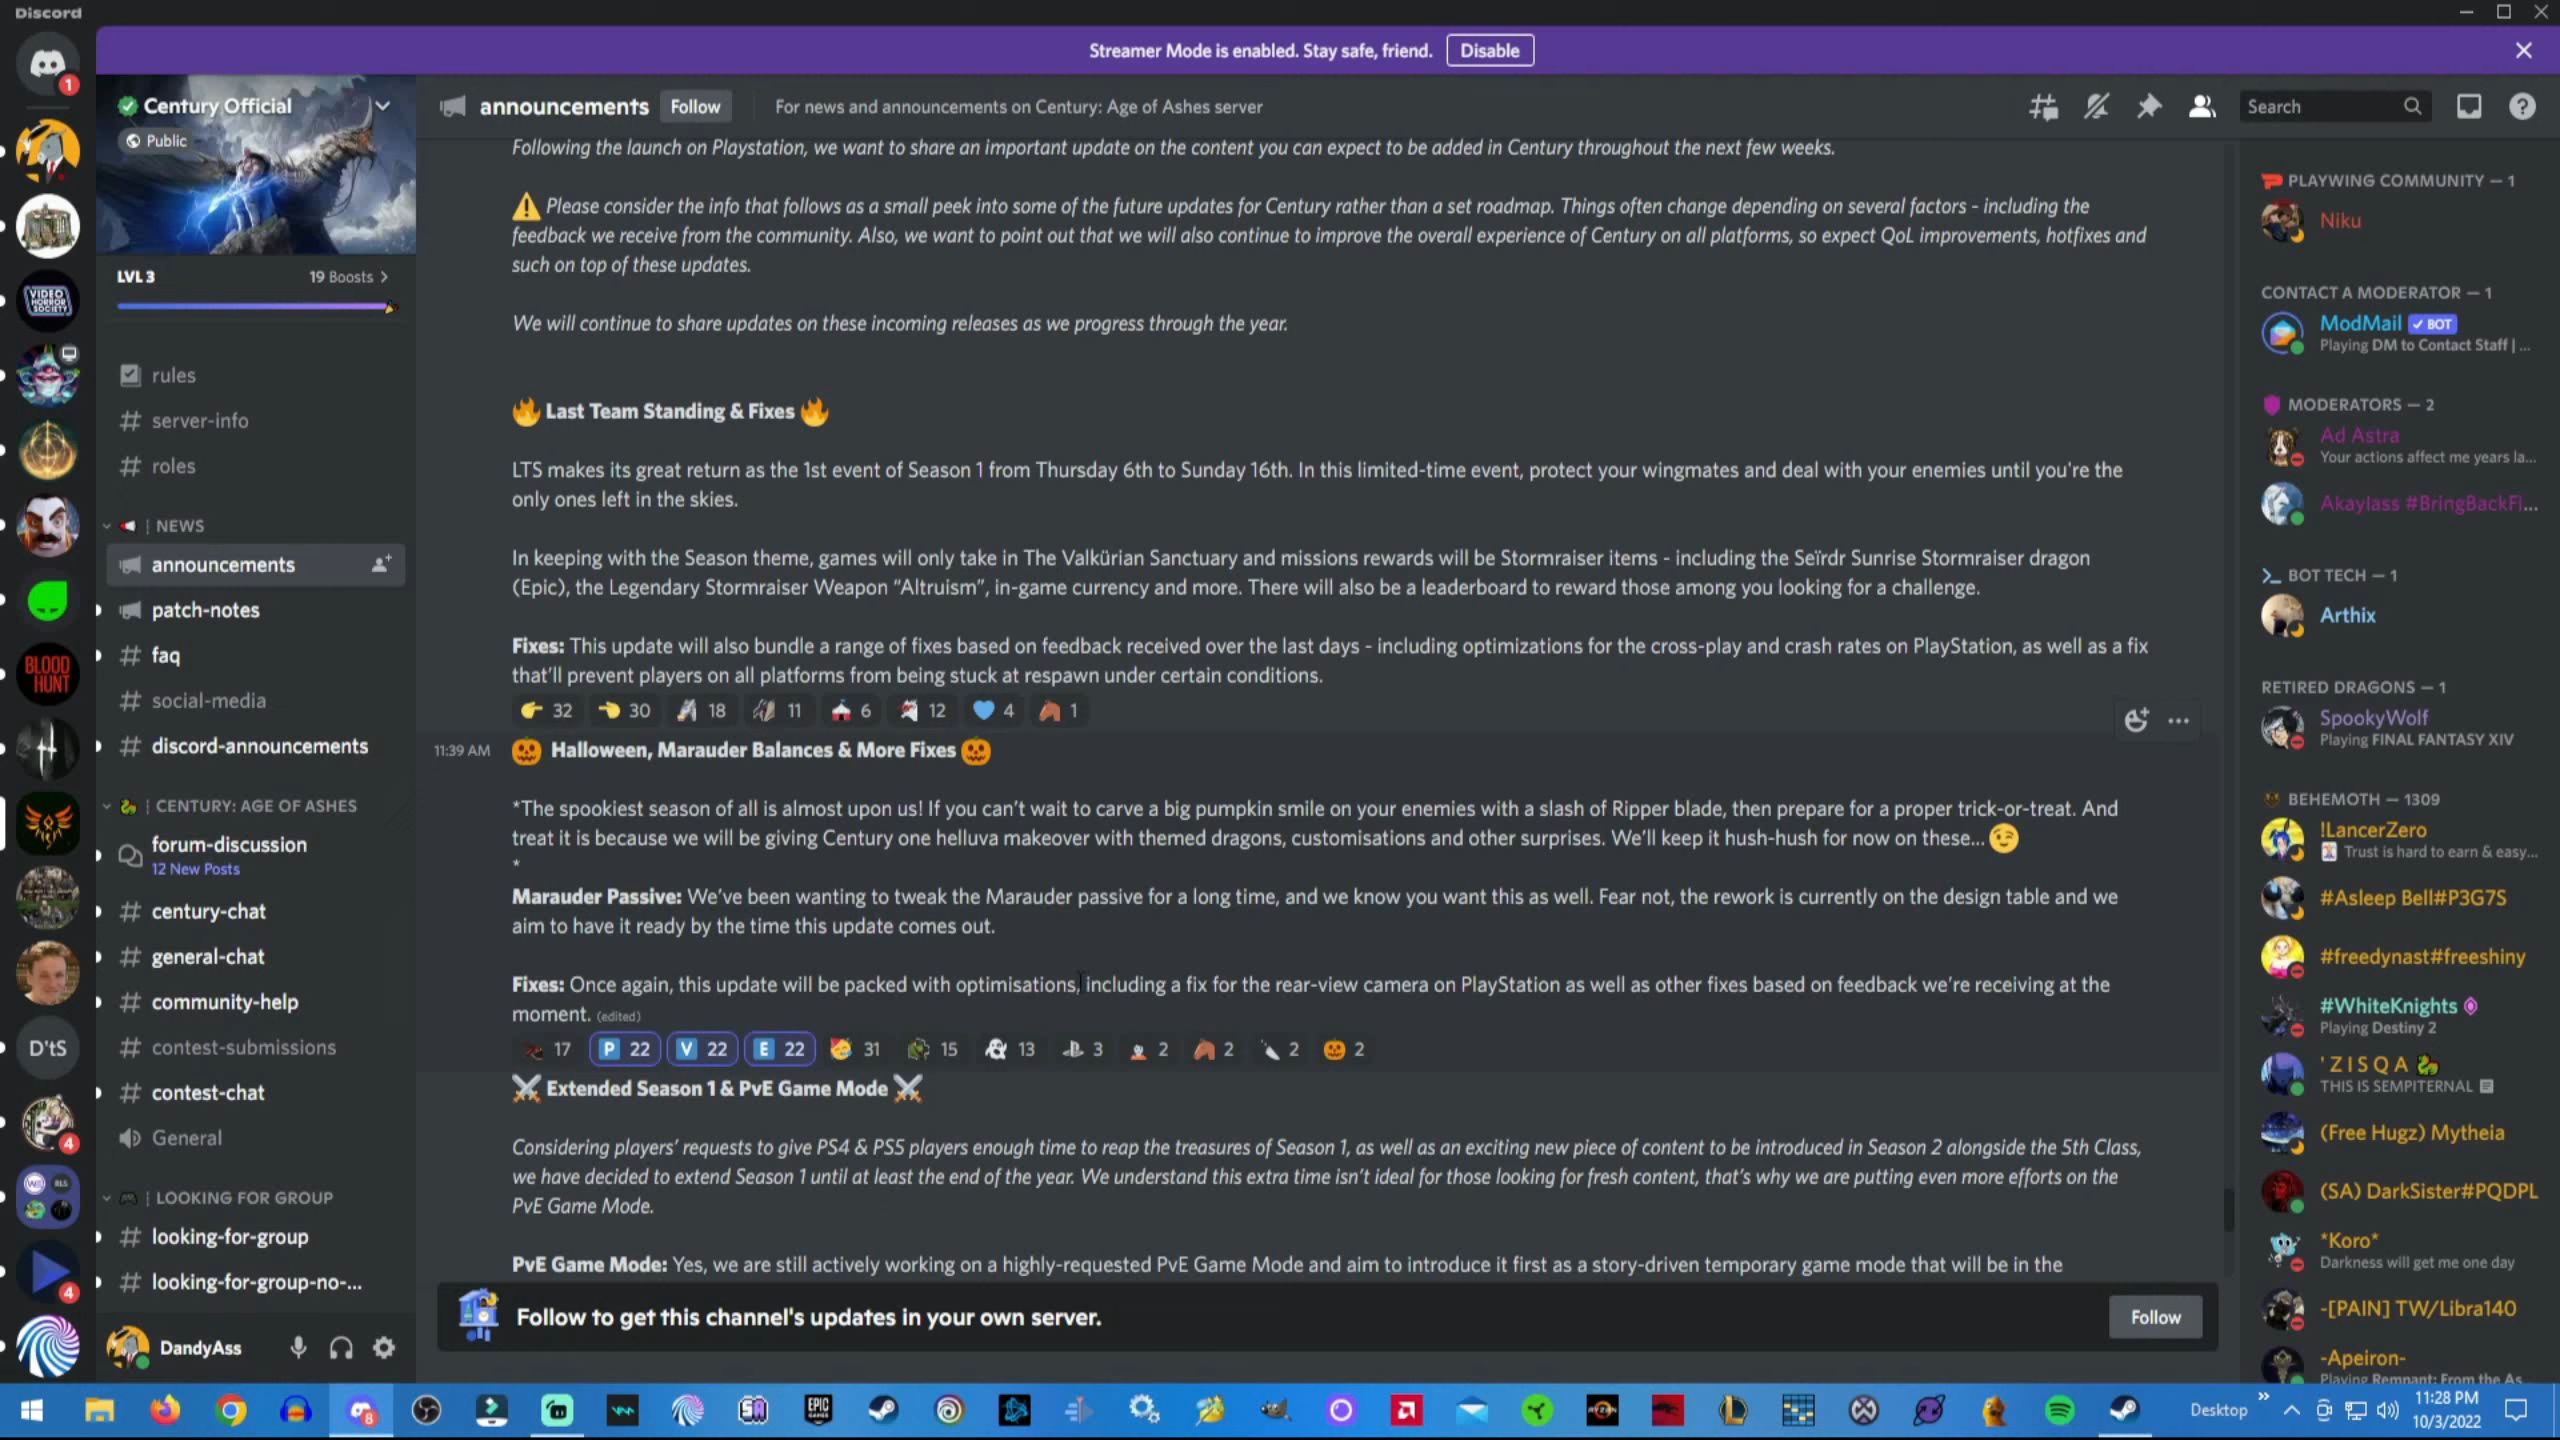 Discord
Streamer Mode is enabled. Stay safe, friend. Disable
1
Century Official
Public
LVL 3 19 Boosts
rules
server-info
roles
| NEWS
announcements
patch-notes
faq
social-media
discord-announcements
| CENTURY: AGE OF ASHES
forum-discussion
12 New Posts
century-chat
general-chat
community-help
contest-submissions
contest-chat
General
| LOOKING FOR GROUP
looking-for-group
looking-for-group-no-...
DandyAss
VIDEO
HORROR
SOCIETY
BLOOD
HUNT
D'tS
4
4
announcements Follow For news and announcements on Century: Age of Ashes server
Search
Following the launch on Playstation, we want to share an important update on the content you can expect to be added in Century throughout the next few weeks.
Please consider the info that follows as a small peek into some of the future updates for Century rather than a set roadmap. Things often change depending on several factors - including the
feedback we receive from the community. Also, we want to point out that we will also continue to improve the overall experience of Century on all platforms, so expect QoL improvements, hotfixes and
such on top of these updates.
We will continue to share updates on these incoming releases as we progress through the year.
🔥 Last Team Standing & Fixes 🔥
LTS makes its great return as the 1st event of Season 1 from Thursday 6th to Sunday 16th. In this limited-time event, protect your wingmates and deal with your enemies until you're the
only ones left in the skies.
In keeping with the Season theme, games will only take in The Valkürian Sanctuary and missions rewards will be Stormraiser items - including the Seïrdr Sunrise Stormraiser dragon
(Epic), the Legendary Stormraiser Weapon “Altruism”, in-game currency and more. There will also be a leaderboard to reward those among you looking for a challenge.
Fixes: This update will also bundle a range of fixes based on feedback received over the last days - including optimizations for the cross-play and crash rates on PlayStation, as well as a fix
that'll prevent players on all platforms from being stuck at respawn under certain conditions.
32 30 18 11 6 12 4 1
11:39 AM 🎃 Halloween, Marauder Balances & More Fixes 🎃
*The spookiest season of all is almost upon us! If you can't wait to carve a big pumpkin smile on your enemies with a slash of Ripper blade, then prepare for a proper trick-or-treat. And
treat it is because we will be giving Century one helluva makeover with themed dragons, customisations and other surprises. We'll keep it hush-hush for now on these... 😉
*
Marauder Passive: We've been wanting to tweak the Marauder passive for a long time, and we know you want this as well. Fear not, the rework is currently on the design table and we
aim to have it ready by the time this update comes out.
Fixes: Once again, this update will be packed with optimisations, including a fix for the rear-view camera on PlayStation as well as other fixes based on feedback we're receiving at the
moment. (edited)
17 P 22 V 22 E 22 31 15 13 3 2 2 2 2
⚔ Extended Season 1 & PvE Game Mode ⚔
Considering players' requests to give PS4 & PS5 players enough time to reap the treasures of Season 1, as well as an exciting new piece of content to be introduced in Season 2 alongside the 5th Class,
we have decided to extend Season 1 until at least the end of the year. We understand this extra time isn't ideal for those looking for fresh content, that's why we are putting even more efforts on the
PvE Game Mode.
PvE Game Mode: Yes, we are still actively working on a highly-requested PvE Game Mode and aim to introduce it first as a story-driven temporary game mode that will be in the
Follow to get this channel's updates in your own server. Follow
PLAYWING COMMUNITY — 1
Niku
CONTACT A MODERATOR — 1
ModMail BOT
Playing DM to Contact Staff | ...
MODERATORS — 2
Ad Astra
Your actions affect me years la...
Akaylass #BringBackFl...
BOT TECH — 1
Arthix
RETIRED DRAGONS — 1
SpookyWolf
Playing FINAL FANTASY XIV
BEHEMOTH — 1309
!LancerZero
Trust is hard to earn & easy...
#Asleep Bell#P3G7S
#freedynast#freeshiny
#WhiteKnights
Playing Destiny 2
' Z I S Q A
THIS IS SEMPITERNAL
(Free Hugz) Mytheia
(SA) DarkSister#PQDPL
*Koro*
Darkness will get me one day
-[PAIN] TW/Libra140
-Apeiron-
Playing Remnant: From the As...
8
EPIC
GAMES
RYZEN
Desktop
11:28 PM
10/3/2022